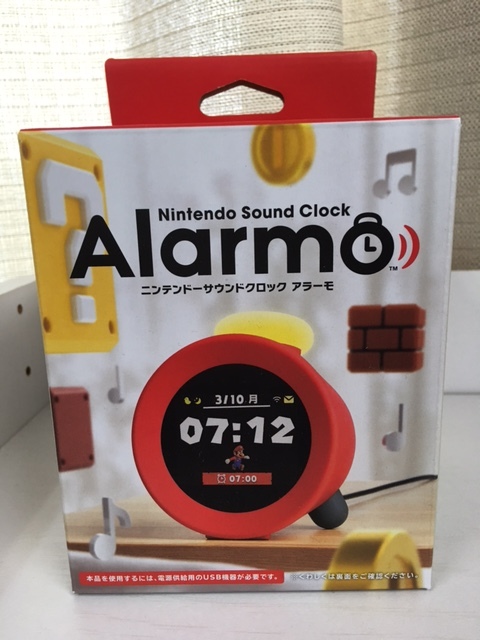 Nintendo Sound Clock
Alarmo
TM
ニンテンドーサウンドクロック アラーモ
3/10 月
07:12
07:00
本品を使用するには、電源供給用のUSB機器が必要です。 ※くわしくは裏面をご確認ください。